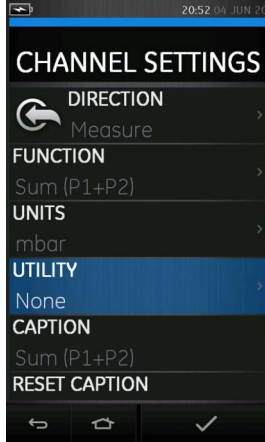 20:52 04 JUN 20
CHANNEL SETTINGS
DIRECTION
Measure
FUNCTION
Sum (P1+P2)
UNITS
mbar
UTILITY
None
CAPTION
Sum (P1+P2)
RESET CAPTION